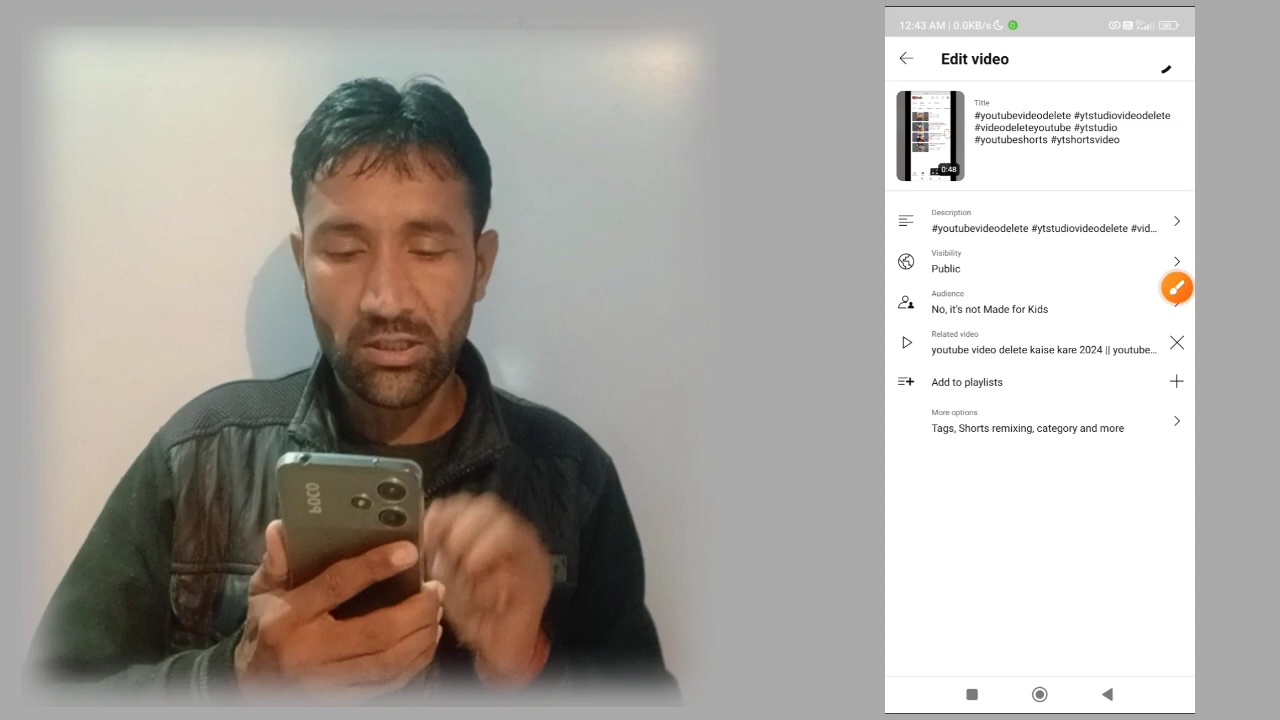 POCO
12:43 AM | 0.0KB/s
Edit video
Title
#youtubevideodelete #ytstudiovideodelete
#videodeleteyoutube #ytstudio
#youtubeshorts #ytshortsvideo
0:48
Description
#youtubevideodelete #ytstudiovideodelete #vid...
Visibility
Public
Audience
No, it's not Made for Kids
Related video
youtube video delete kaise kare 2024 || youtube...
Add to playlists
More options
Tags, Shorts remixing, category and more